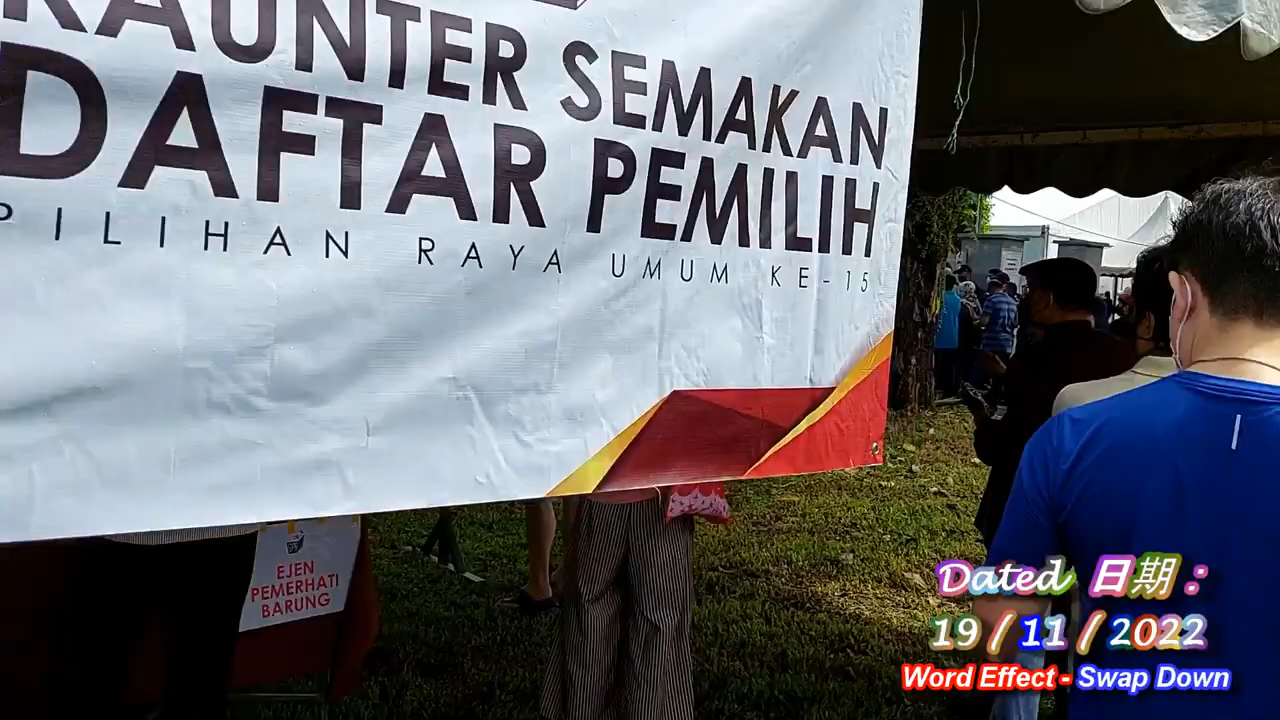 KAUNTER SEMAKAN
DAFTAR PEMILIH
PILIHAN RAYA UMUM KE-15
EJEN
PEMERHATI
BARUNG
Dated 日期 :
19 / 11 / 2022
Word Effect - Swap Down